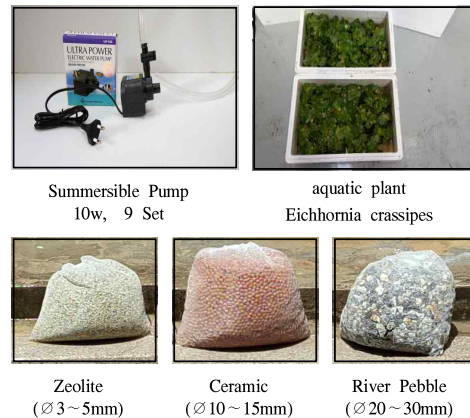 ULTRA POWER
ELECTRIC WATER PUMP
Summersible Pump
10w, 9 Set
aquatic plant
Eichhornia crassipes
Zeolite
(∅3~5mm)
Ceramic
(∅10~15mm)
River Pebble
(∅20~30mm)